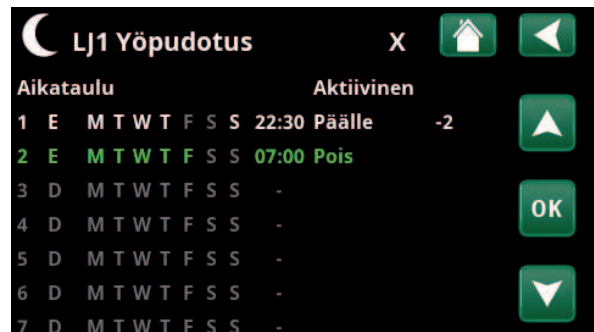 LJ1 Yöpudotus X
Aikataulu Aktiivinen
1 E M T W T F S S 22:30 Päälle -2
2 E M T W T F S S 07:00 Pois
3 D M T W T F S S -
4 D M T W T F S S -
OK
5 D M T W T F S S -
6 D M T W T F S S -
7 D M T W T F S S -